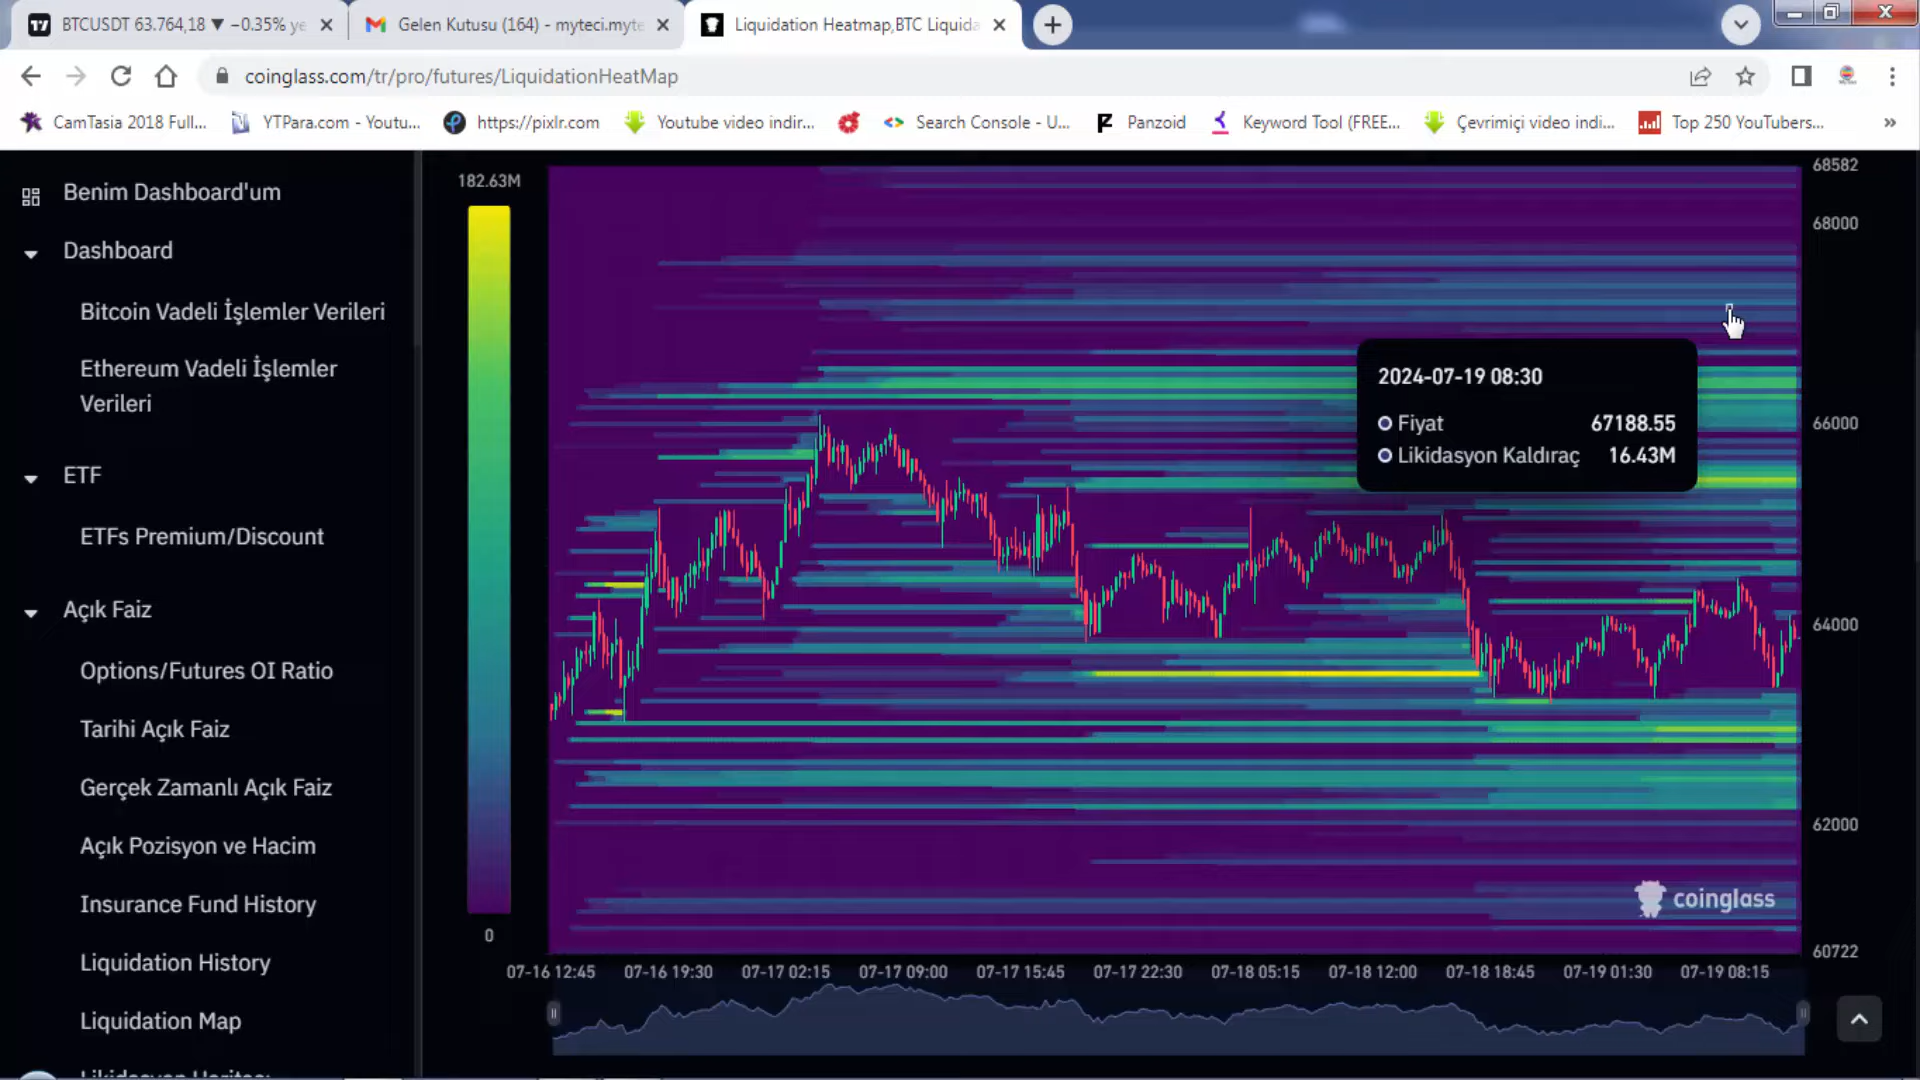 BTCUSDT 63.764,18 ▼ −0.35%
Gelen Kutusu (164) - myteci.myte
Liquidation Heatmap,BTC Liquida
coinglass.com/tr/pro/futures/LiquidationHeatMap
CamTasia 2018 Full...
YTPara.com - Youtu...
https://pixlr.com
Youtube video indir...
Search Console - U...
Panzoid
Keyword Tool (FREE...
Çevrimiçi video indi...
Top 250 YouTubers...
»
Benim Dashboard'um
Dashboard
Bitcoin Vadeli İşlemler Verileri
Ethereum Vadeli İşlemler
Verileri
ETF
ETFs Premium/Discount
Açık Faiz
Options/Futures OI Ratio
Tarihi Açık Faiz
Gerçek Zamanlı Açık Faiz
Açık Pozisyon ve Hacim
Insurance Fund History
Liquidation History
Liquidation Map
182.63M
0
68582
68000
66000
64000
62000
60722
2024-07-19 08:30
Fiyat 67188.55
Likidasyon Kaldıraç 16.43M
coinglass
07-16 12:45 07-16 19:30 07-17 02:15 07-17 09:00 07-17 15:45 07-17 22:30 07-18 05:15 07-18 12:00 07-18 18:45 07-19 01:30 07-19 08:15